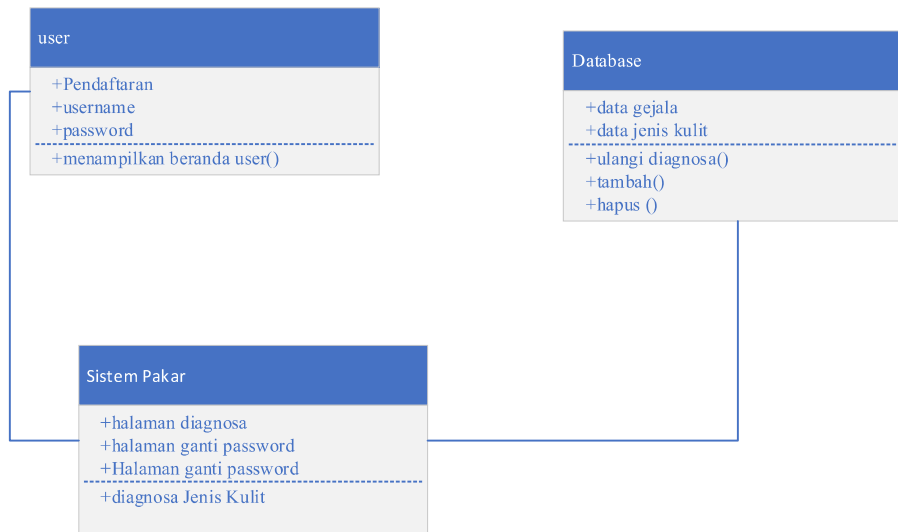 user
+Pendaftaran
+username
+password
+menampilkan beranda user()
Database
+data gejala
+data jenis kulit
+ulangi diagnosa()
+tambah()
+hapus ()
Sistem Pakar
+halaman diagnosa
+halaman ganti password
+Halaman ganti password
+diagnosa Jenis Kulit